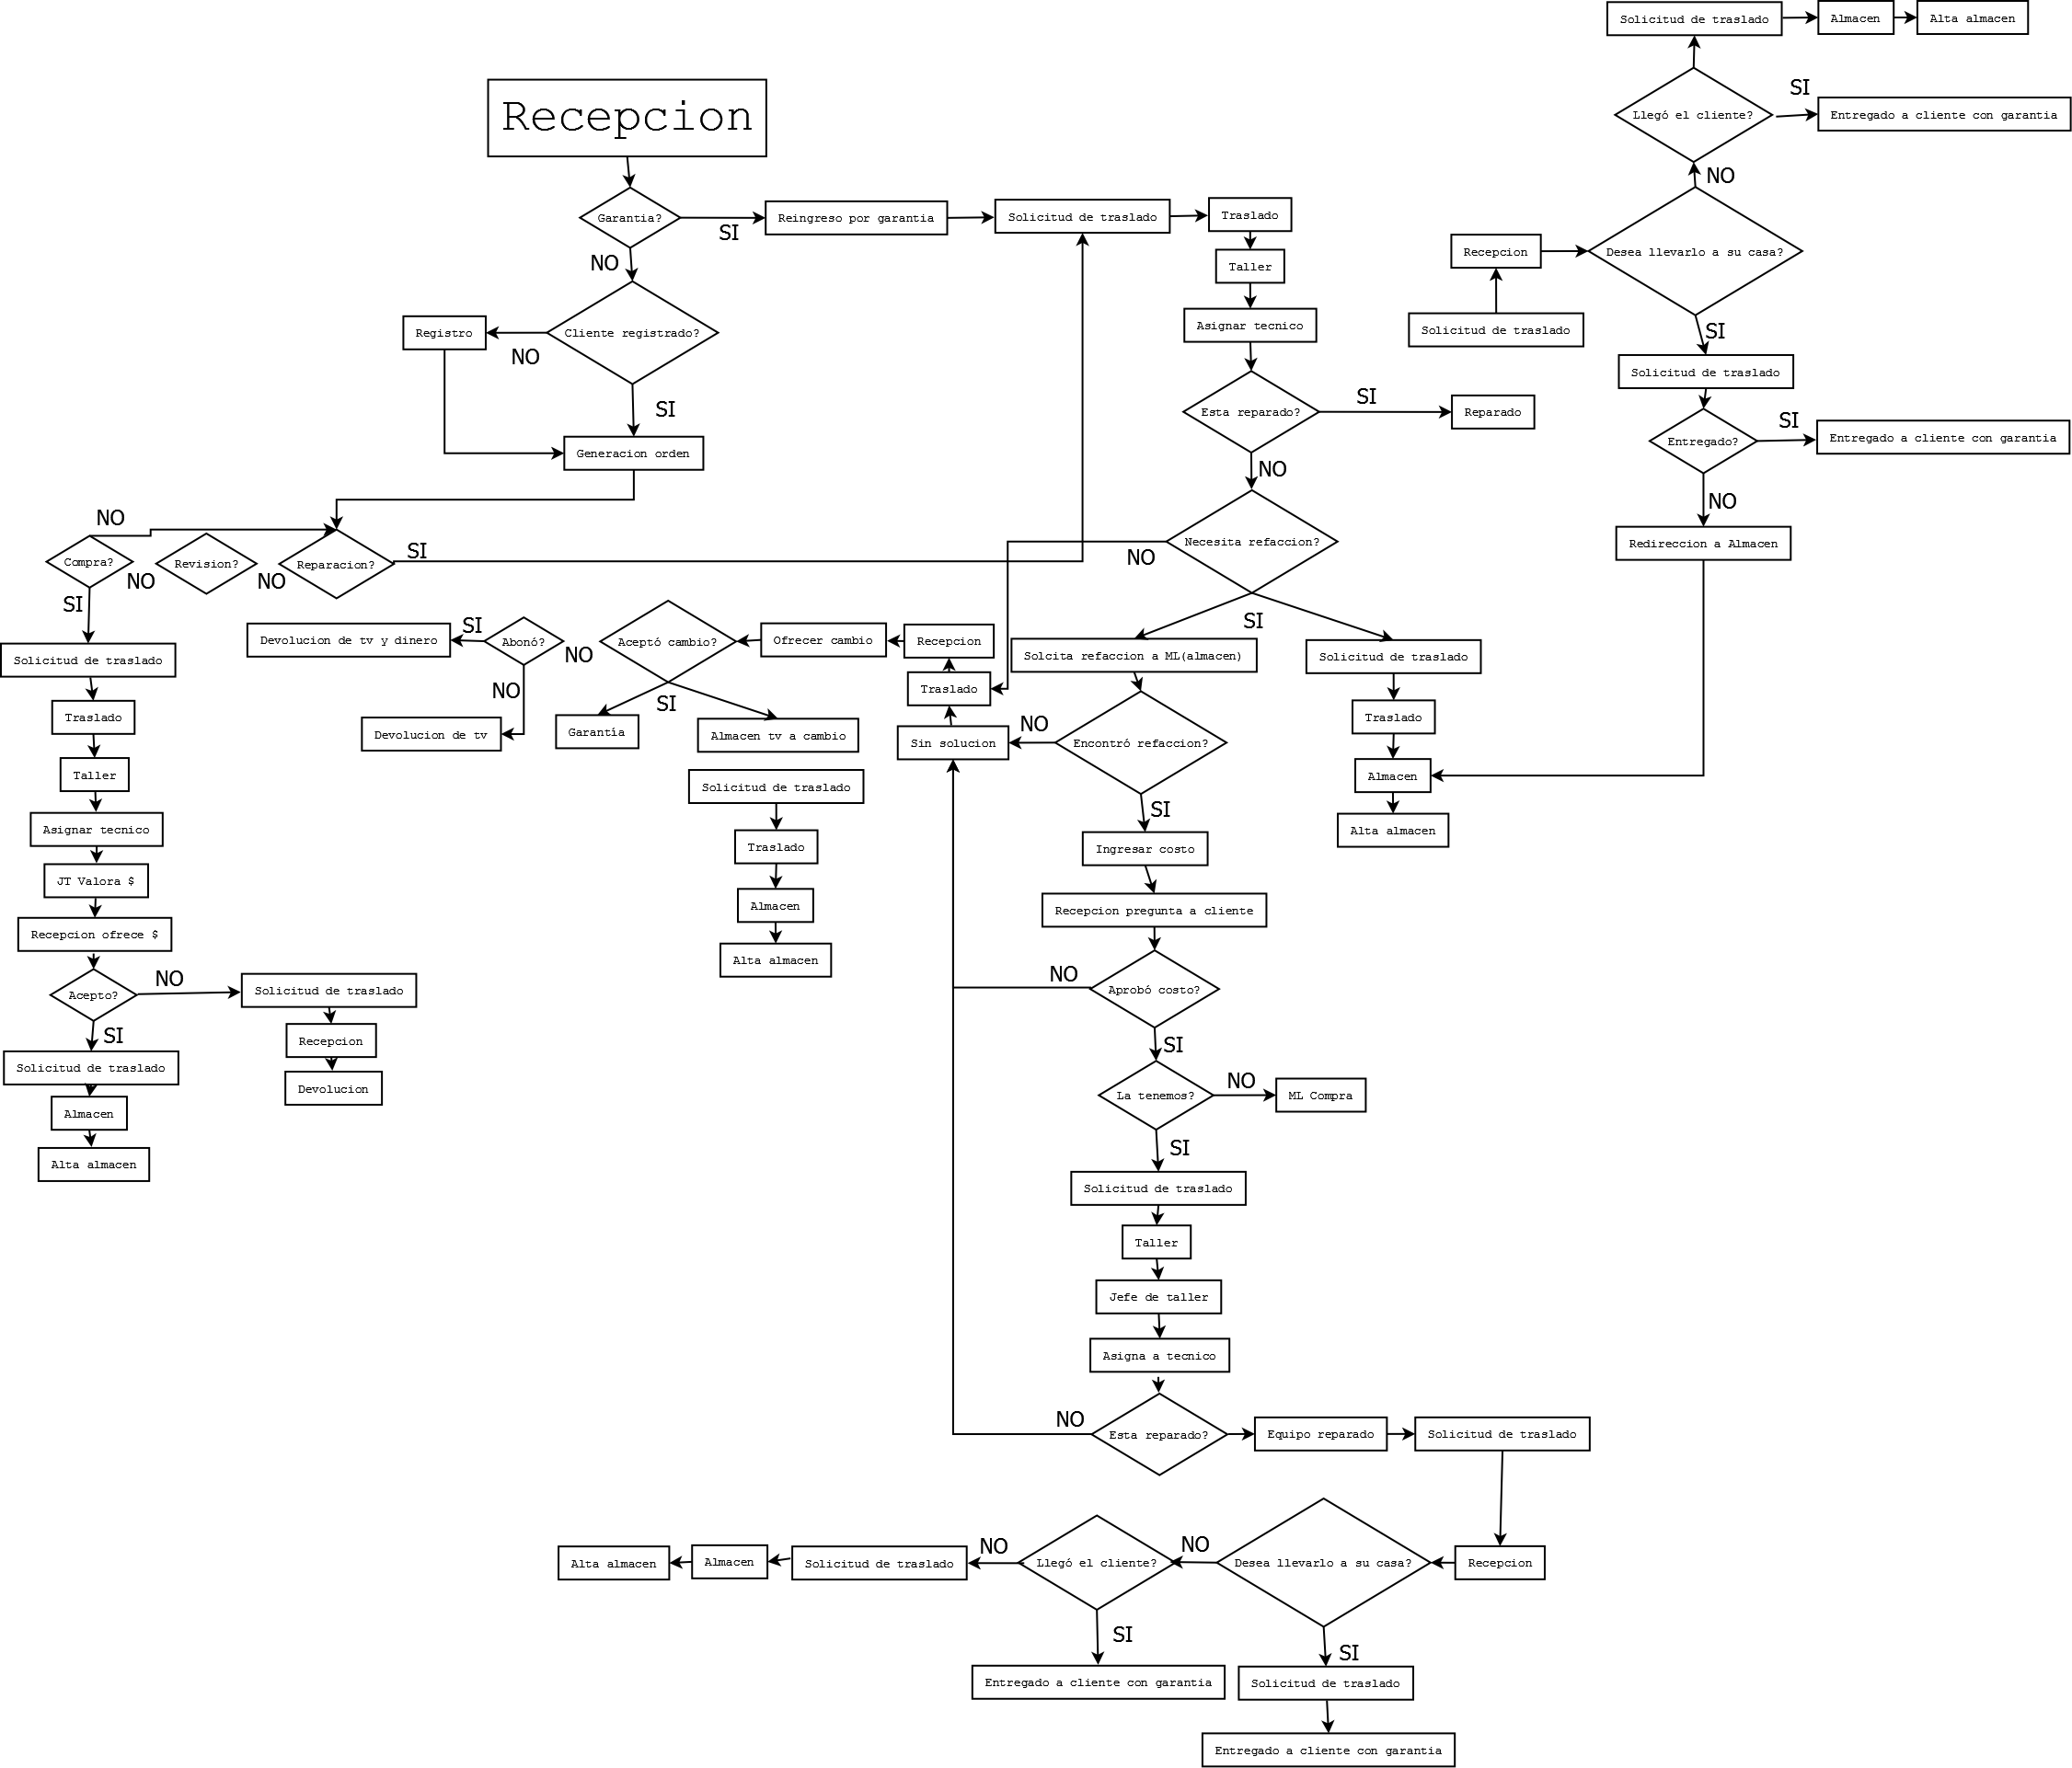 Solicitud de traslado
Almacen
Alta almacen
Llegó el cliente?
SI
Entregado a cliente con garantia
NO
Desea llevarlo a su casa?
Recepcion
Solicitud de traslado
SI
Solicitud de traslado
Entregado?
SI
Entregado a cliente con garantia
NO
Redireccion a Almacen
Recepcion
Garantia?
SI
Reingreso por garantia
Solicitud de traslado
Traslado
Taller
Asignar tecnico
Esta reparado?
SI
Reparado
NO
Necesita refaccion?
NO
SI
NO
Cliente registrado?
Registro
NO
SI
Generacion orden
NO
Compra?
NO
Revision?
NO
Reparacion?
SI
SI
Solicitud de traslado
Traslado
Taller
Asignar tecnico
JT Valora $
Recepcion ofrece $
Acepto?
NO
Solicitud de traslado
Recepcion
Devolucion
SI
Solicitud de traslado
Almacen
Alta almacen
Devolucion de tv y dinero
SI
Abonó?
NO
NO
Devolucion de tv
Aceptó cambio?
Ofrecer cambio
Recepcion
Traslado
Sin solucion
SI
Garantía
Almacen tv a cambio
Solicitud de traslado
Traslado
Almacen
Alta almacen
Solcita refaccion a ML(almacen)
Solicitud de traslado
Traslado
Almacen
Alta almacen
NO
Encontró refaccion?
SI
Ingresar costo
Recepcion pregunta a cliente
NO
Aprobó costo?
SI
La tenemos?
NO
ML Compra
SI
Solicitud de traslado
Taller
Jefe de taller
Asigna a tecnico
NO
Esta reparado?
Equipo reparado
Solicitud de traslado
Recepcion
Desea llevarlo a su casa?
NO
Llegó el cliente?
NO
Solicitud de traslado
Almacen
Alta almacen
SI
Entregado a cliente con garantia
SI
Solicitud de traslado
Entregado a cliente con garantia